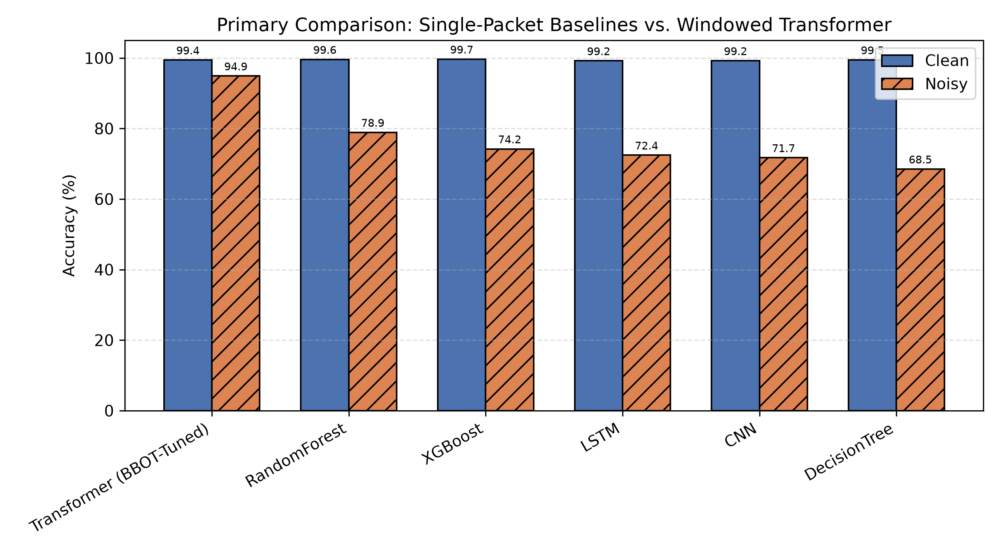 Primary Comparison: Single-Packet Baselines vs. Windowed Transformer
99.4
94.9
99.6
78.9
99.7
74.2
99.2
72.4
99.2
71.7
99.5
68.5
Clean
Noisy
Accuracy (%)
100
80
60
40
20
0
Transformer (BBOT-Tuned)
RandomForest
XGBoost
LSTM
CNN
DecisionTree